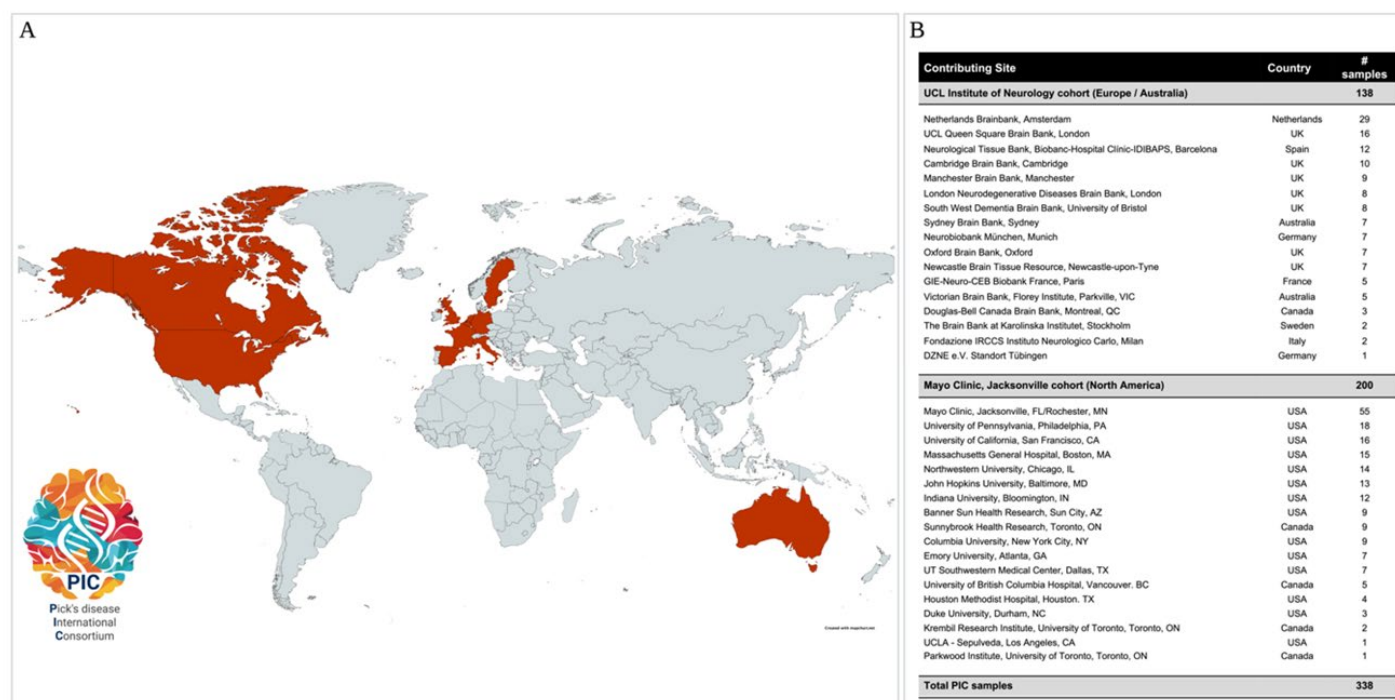 A
PIC
Pick's disease
International
Consortium
Created with mapchart.net
B
Contributing Site Country # samples
UCL Institute of Neurology cohort (Europe / Australia) 138
Netherlands Brainbank, Amsterdam Netherlands 29
UCL Queen Square Brain Bank, London UK 16
Neurological Tissue Bank, Biobanc-Hospital Clínic-IDIBAPS, Barcelona Spain 12
Cambridge Brain Bank, Cambridge UK 10
Manchester Brain Bank, Manchester UK 9
London Neurodegenerative Diseases Brain Bank, London UK 8
South West Dementia Brain Bank, University of Bristol UK 8
Sydney Brain Bank, Sydney Australia 7
Neurobiobank München, Munich Germany 7
Oxford Brain Bank, Oxford UK 7
Newcastle Brain Tissue Resource, Newcastle-upon-Tyne UK 7
GIE-Neuro-CEB Biobank France, Paris France 5
Victorian Brain Bank, Florey Institute, Parkville, VIC Australia 5
Douglas-Bell Canada Brain Bank, Montreal, QC Canada 3
The Brain Bank at Karolinska Institutet, Stockholm Sweden 2
Fondazione IRCCS Instituto Neurologico Carlo, Milan Italy 2
DZNE e.V. Standort Tübingen Germany 1
Mayo Clinic, Jacksonville cohort (North America) 200
Mayo Clinic, Jacksonville, FL/Rochester, MN USA 55
University of Pennsylvania, Philadelphia, PA USA 18
University of California, San Francisco, CA USA 16
Massachusetts General Hospital, Boston, MA USA 15
Northwestern University, Chicago, IL USA 14
John Hopkins University, Baltimore, MD USA 13
Indiana University, Bloomington, IN USA 12
Banner Sun Health Research, Sun City, AZ USA 9
Sunnybrook Health Research, Toronto, ON Canada 9
Columbia University, New York City, NY USA 9
Emory University, Atlanta, GA USA 7
UT Southwestern Medical Center, Dallas, TX USA 7
University of British Columbia Hospital, Vancouver. BC Canada 5
Houston Methodist Hospital, Houston. TX USA 4
Duke University, Durham, NC USA 3
Krembil Research Institute, University of Toronto, Toronto, ON Canada 2
UCLA - Sepulveda, Los Angeles, CA USA 1
Parkwood Institute, University of Toronto, Toronto, ON Canada 1
Total PIC samples 338